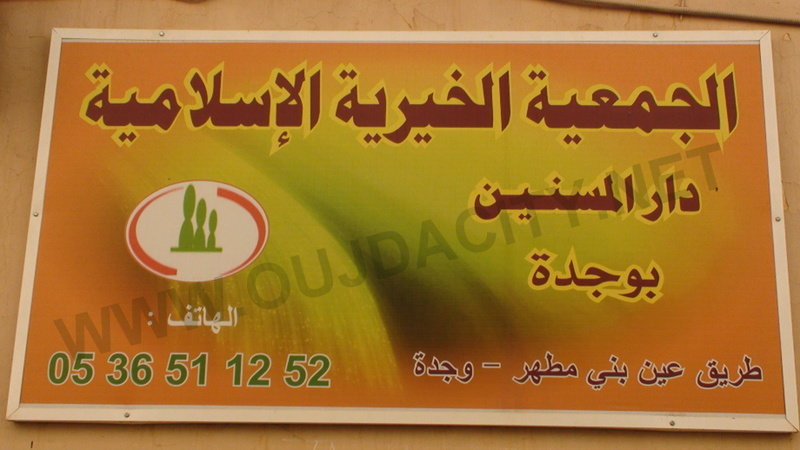 الجمعية الخيرية الإسلامية
دار المسنين
بوجدة
الهاتف :
05 36 51 12 52
طريق عين بني مطهر - وجدة
WWW.OUJDACITY.NET